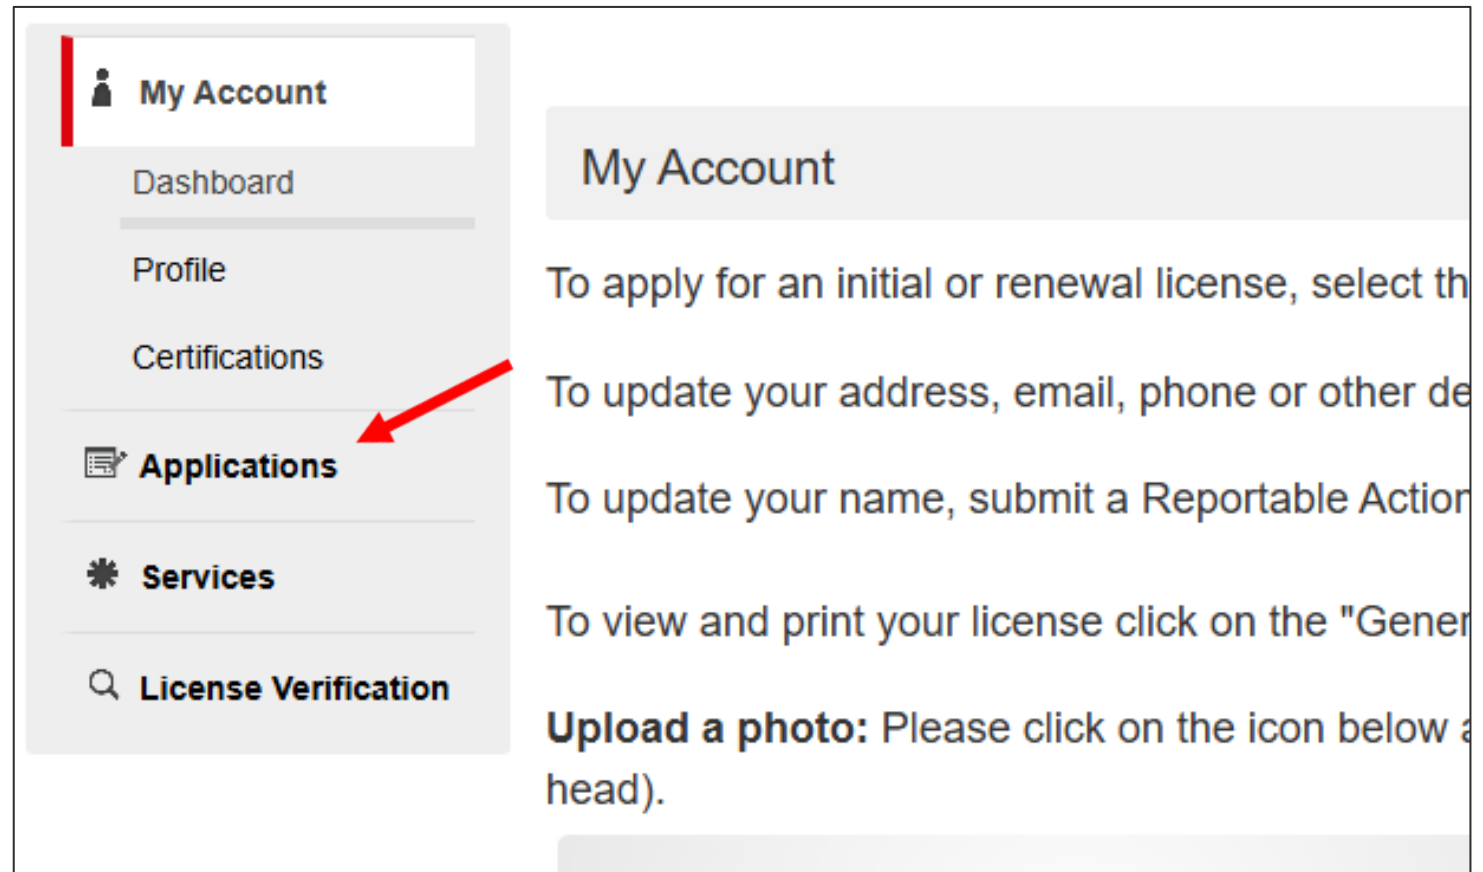 My Account
Dashboard
Profile
Certifications
Applications
Services
License Verification
My Account
To apply for an initial or renewal license, select th
To update your address, email, phone or other de
To update your name, submit a Reportable Action
To view and print your license click on the "Gener
Upload a photo: Please click on the icon below a
head).